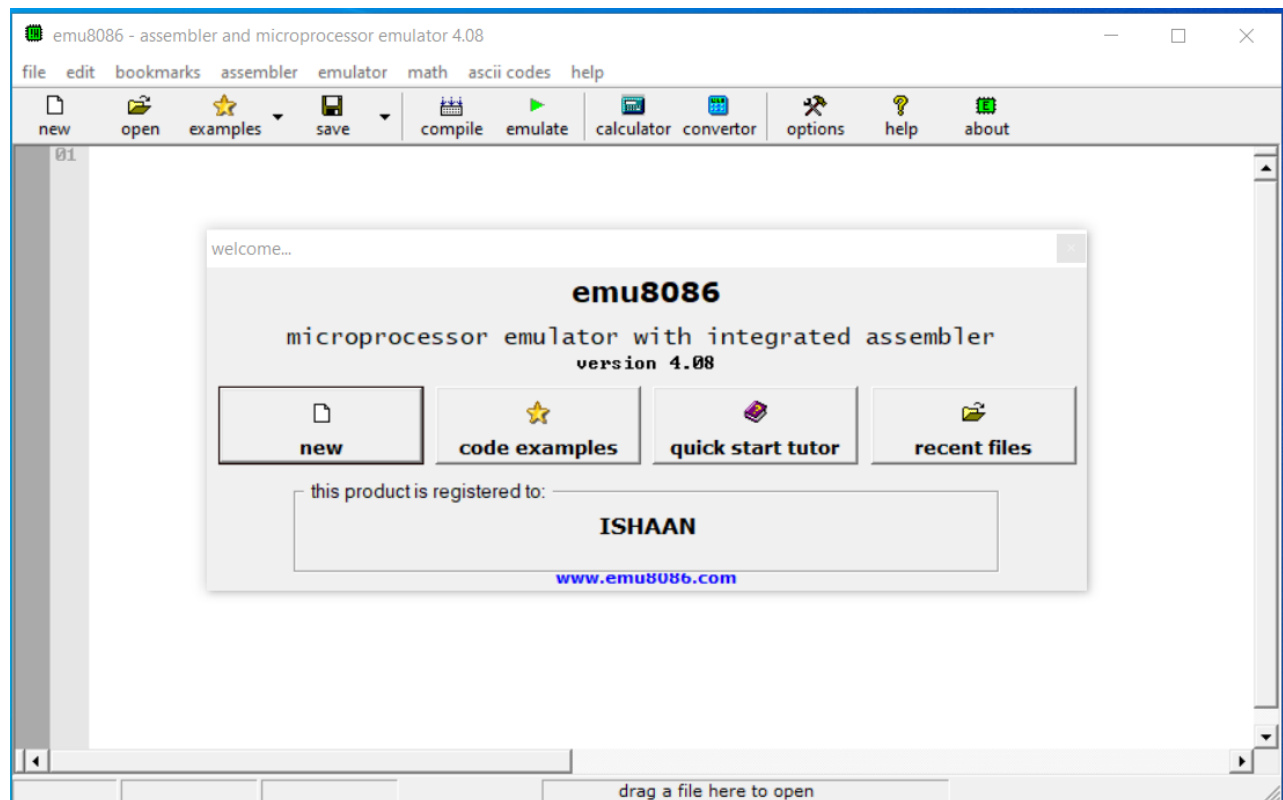 emu8086 - assembler and microprocessor emulator 4.08
file edit bookmarks assembler emulator math ascii codes help
new open examples save compile emulate calculator convertor options help about
01
welcome...
emu8086
microprocessor emulator with integrated assembler
version 4.08
new code examples quick start tutor recent files
this product is registered to:
ISHAAN
www.emu8086.com
drag a file here to open